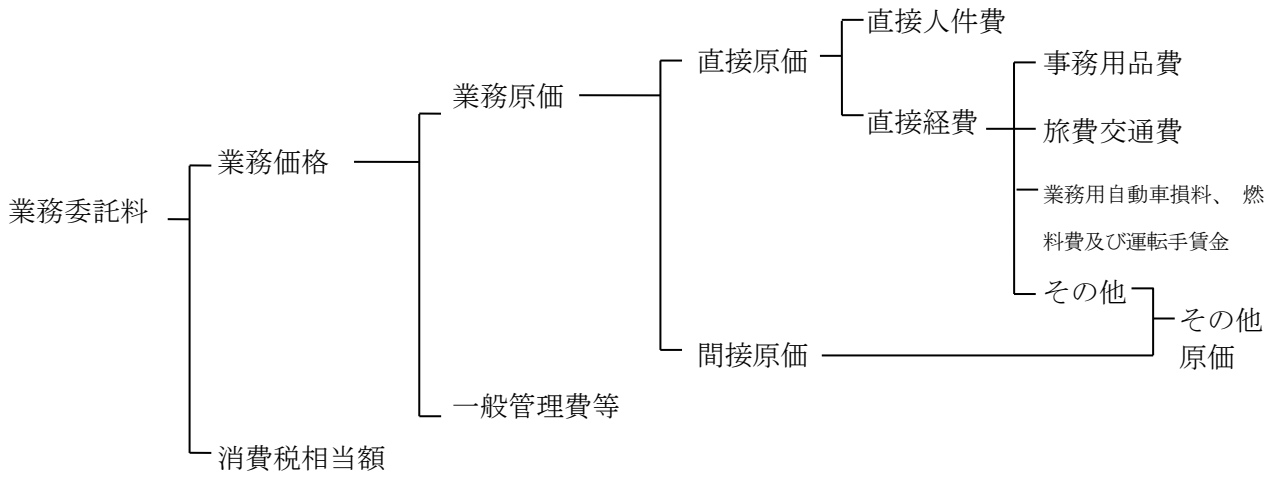 直接人件費
直接原価
事務用品費
業務原価
直接経費
旅費交通費
業務価格
業務委託料
業務用自動車損料、 燃
料費及び運転手賃金
その他
その他
原価
間接原価
一般管理費等
消費税相当額